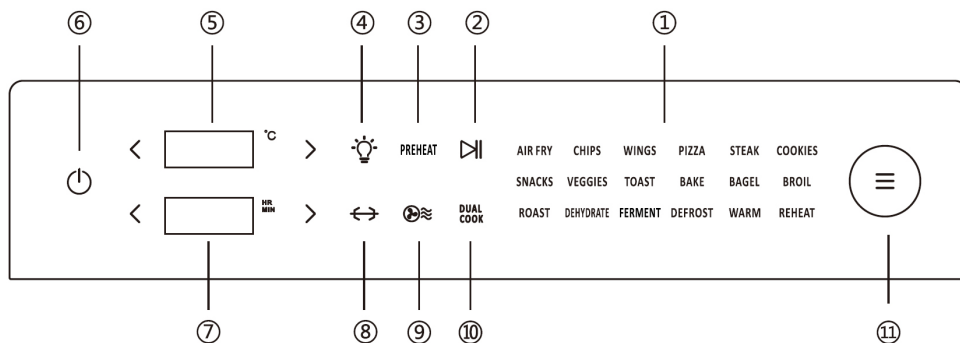 ⑥ ⑤ ④ ③ ② ①
°C
PREHEAT
AIR FRY CHIPS WINGS PIZZA STEAK COOKIES
SNACKS VEGGIES TOAST BAKE BAGEL BROIL
HR
MIN
DUAL
COOK
ROAST DEHYDRATE FERMENT DEFROST WARM REHEAT
⑦ ⑧ ⑨ ⑩ ⑪